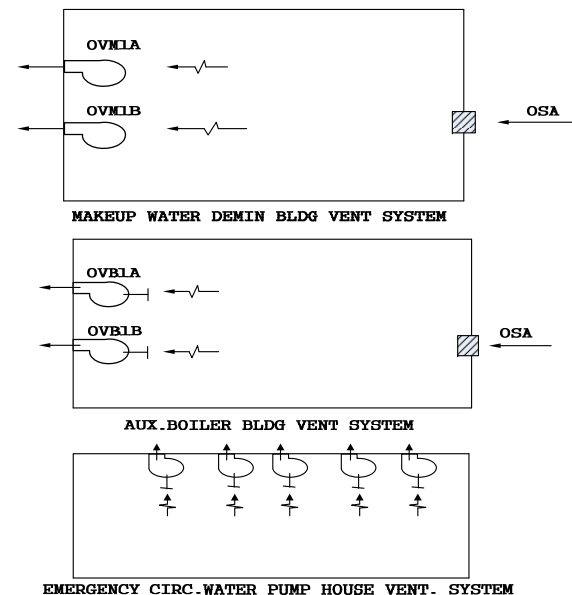 OVM1A
OVM1B
OSA
MAKEUP WATER DEMIN BLDG VENT SYSTEM
OVB1A
OVB1B
OSA
AUX.BOILER BLDG VENT SYSTEM
EMERGENCY CIRC.WATER PUMP HOUSE VENT. SYSTEM